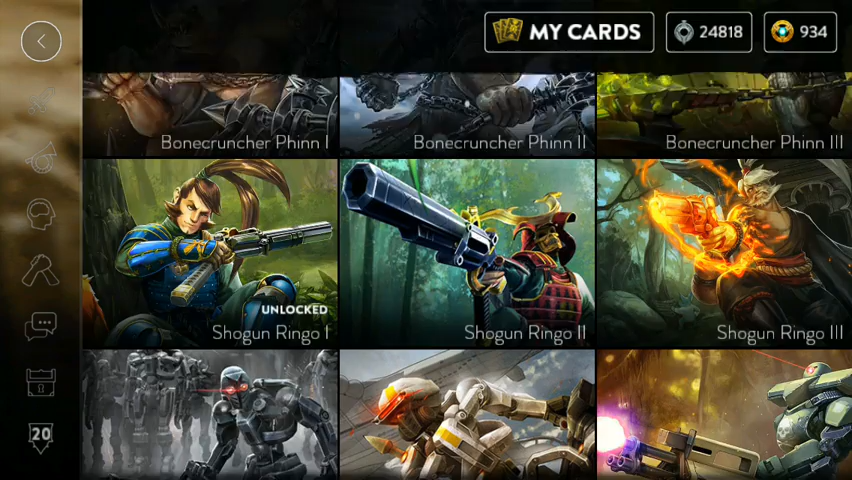 MY CARDS
24818
934
Bonecruncher Phinn I
Bonecruncher Phinn II
Bonecruncher Phinn III
UNLOCKED
Shogun Ringo I
Shogun Ringo II
Shogun Ringo III
20